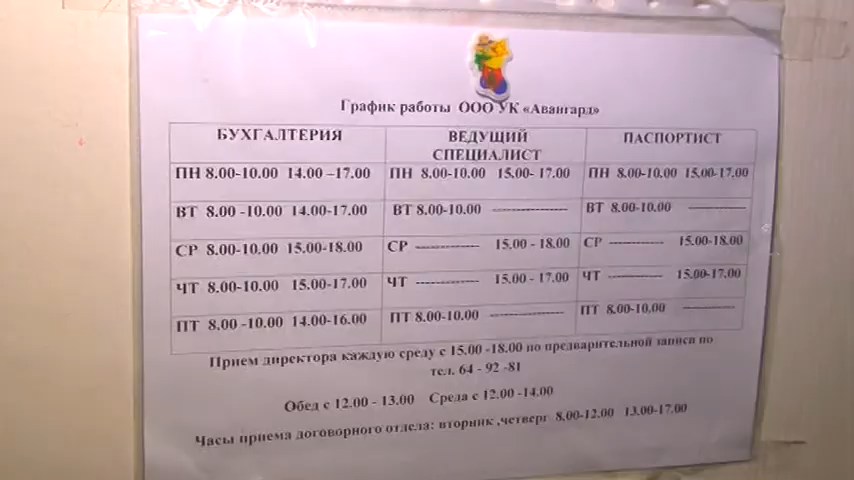 График работы ООО УК «Авангард»
БУХГАЛТЕРИЯ ВЕДУЩИЙ СПЕЦИАЛИСТ ПАСПОРТИСТ
ПН 8.00-10.00 14.00 –17.00 ПН 8.00-10.00 15.00- 17.00 ПН 8.00-10.00 15.00-17.00
ВТ 8.00 -10.00 14.00-17.00 ВТ 8.00-10.00 ---------------- ВТ 8.00-10.00 ------------
СР 8.00-10.00 15.00-18.00 СР ------------- 15.00 - 18.00 СР ----------- 15.00-18.00
ЧТ 8.00-10.00 15.00-17.00 ЧТ ------------- 15.00 - 17.00 ЧТ ----------- 15.00-17.00
ПТ 8.00 -10.00 14.00-16.00 ПТ 8.00-10.00 ---------------- ПТ 8.00-10.00 -----------
Прием директора каждую среду с 15.00 -18.00 по предварительной записи по
тел. 64 - 92 -81
Обед с 12.00 - 13.00 Среда с 12.00 -14.00
Часы приема договорного отдела: вторник ,четверг 8.00-12.00 13.00-17.00